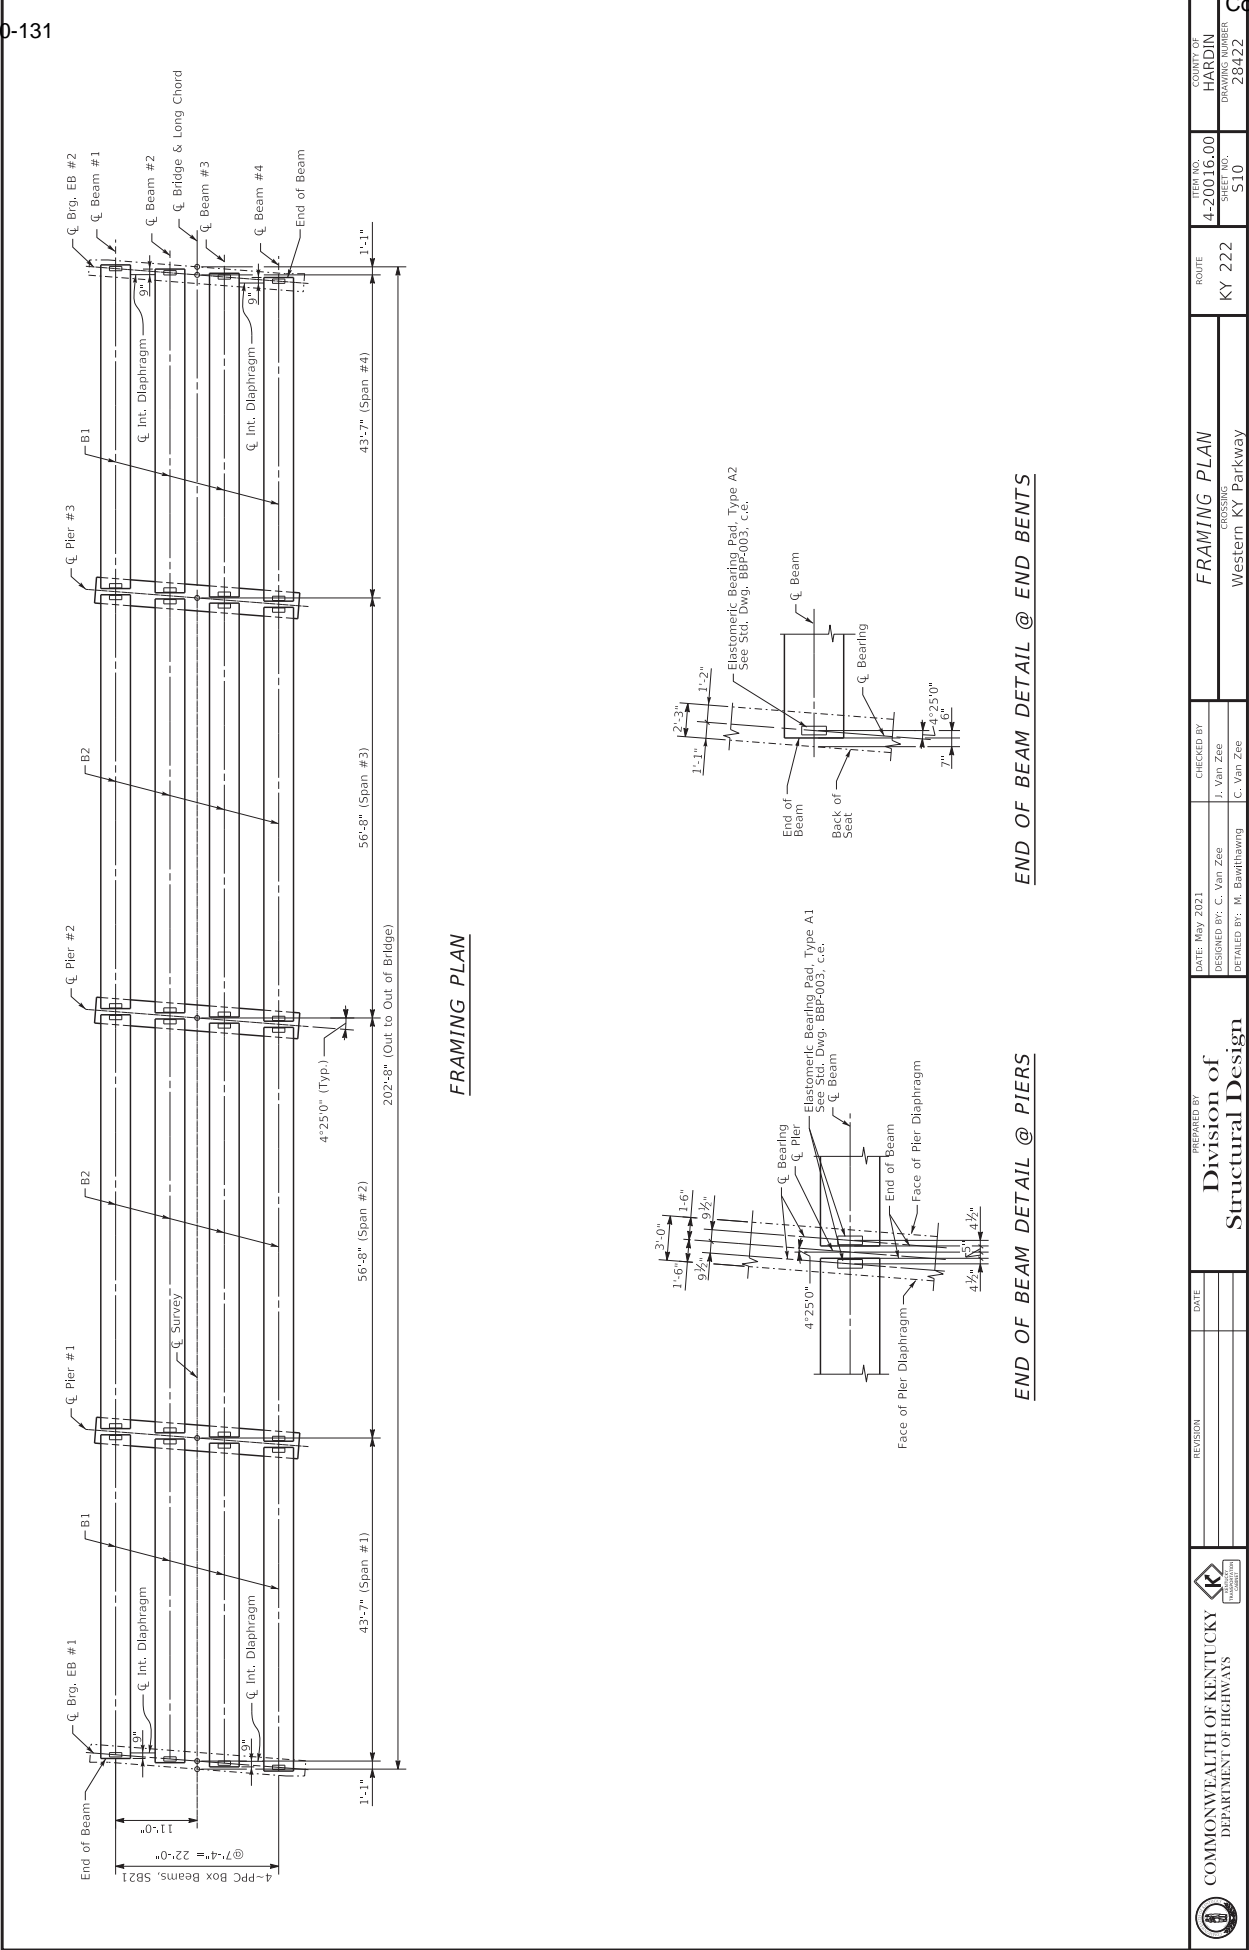 0-131
Co
℄ Brg. EB #1
℄ Pier #1
℄ Pier #2
℄ Pier #3
℄ Brg. EB #2
℄ Beam #1
℄ Beam #2
℄ Bridge & Long Chord
℄ Beam #3
℄ Beam #4
End of Beam
End of Beam
B1
B2
B2
B1
℄ Int. Diaphragm
℄ Int. Diaphragm
℄ Int. Diaphragm
℄ Int. Diaphragm
9"
9"
9"
9"
℄ Survey
11'-0"
4~PPC Box Beams, SB21
@7'-4"= 22'-0"
4°25'0" (Typ.)
1'-1"
43'-7" (Span #1)
56'-8" (Span #2)
56'-8" (Span #3)
43'-7" (Span #4)
1'-1"
202'-8" (Out to Out of Bridge)
FRAMING PLAN
3'-0"
1'-6"
1-6"
9½"
9½"
℄ Bearing
℄ Pier
Elastomeric Bearing Pad, Type A1
See Std. Dwg. BBP-003, c.e.
℄ Beam
4°25'0"
End of Beam
Face of Pier Diaphragm
Face of Pier Diaphragm
4½"
5"
4½"
END OF BEAM DETAIL @ PIERS
2'-3"
1'-1"
1'-2"
Elastomeric Bearing Pad, Type A2
See Std. Dwg. BBP-003, c.e.
℄ Beam
℄ Bearing
End of
Beam
Back of
Seat
4°25'0"
7"
6"
END OF BEAM DETAIL @ END BENTS
COMMONWEALTH OF KENTUCKY
DEPARTMENT OF HIGHWAYS
KENTUCKY
TRANSPORTATION
CABINET
REVISION
DATE
PREPARED BY
Division of
Structural Design
DATE: May 2021
CHECKED BY
DESIGNED BY: C. Van Zee
J. Van Zee
DETAILED BY: M. Bawithawng
C. Van Zee
FRAMING PLAN
CROSSING
Western KY Parkway
ROUTE
KY 222
ITEM NO.
4-20016.00
SHEET NO.
S10
COUNTY OF
HARDIN
DRAWING NUMBER
28422